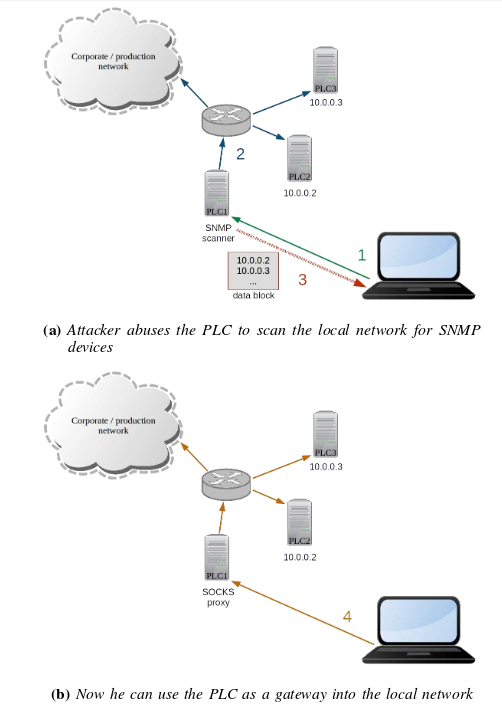 Corporate / production
network
PLC3
10.0.0.3
2
PLC2
10.0.0.2
PLC1
SNMP
scanner
1
10.0.0.2
10.0.0.3
...
3
data block
(a) Attacker abuses the PLC to scan the local network for SNMP
devices
Corporate / production
network
PLC3
10.0.0.3
PLC2
10.0.0.2
PLC1
SOCKS
proxy
4
(b) Now he can use the PLC as a gateway into the local network